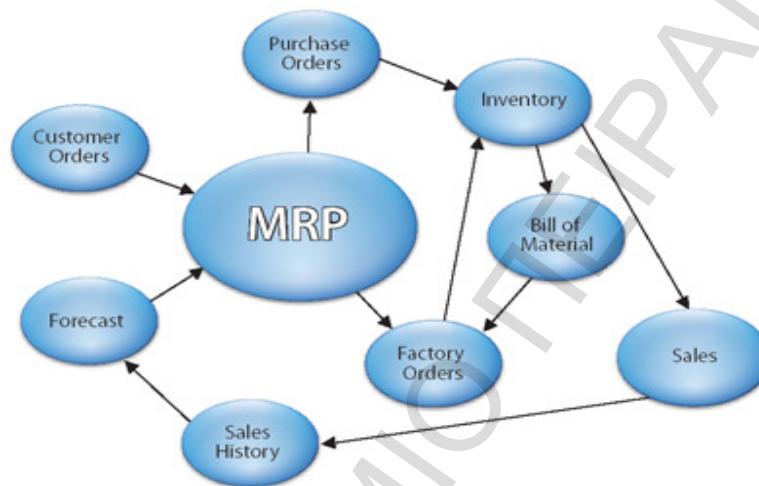 Purchase
Orders
Inventory
Customer
Orders
MRP
Bill of
Material
Forecast
Factory
Orders
Sales
Sales
History